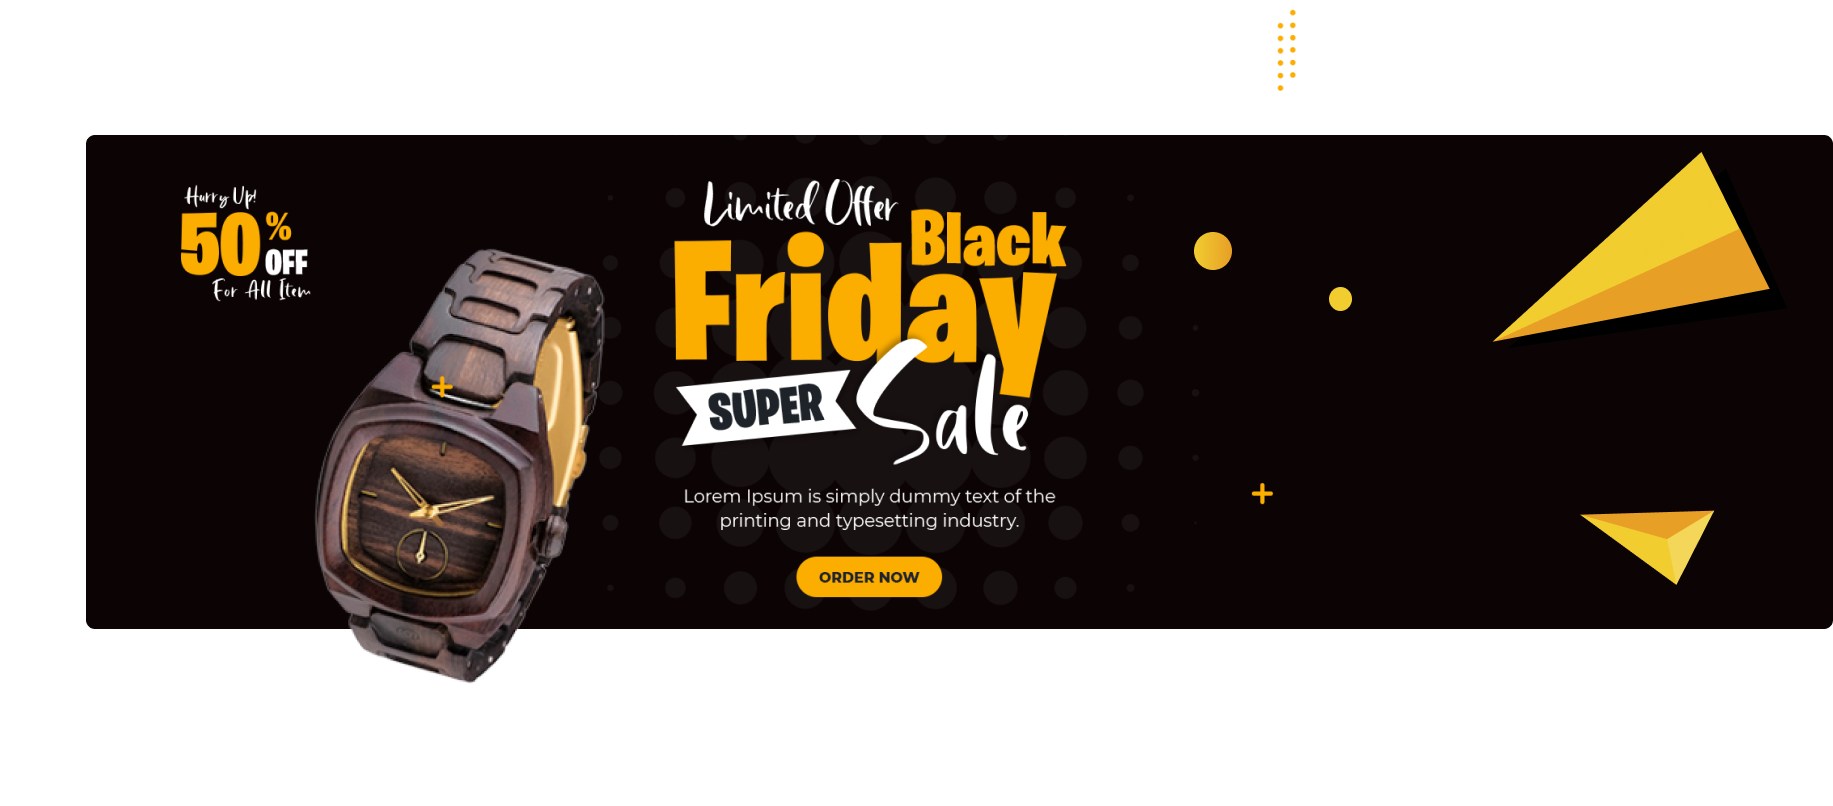 Hurry Up!
50%
OFF
For All Item
Limited Offer
Black
Friday
SUPER
Sale
Lorem Ipsum is simply dummy text of the
printing and typesetting industry.
ORDER NOW